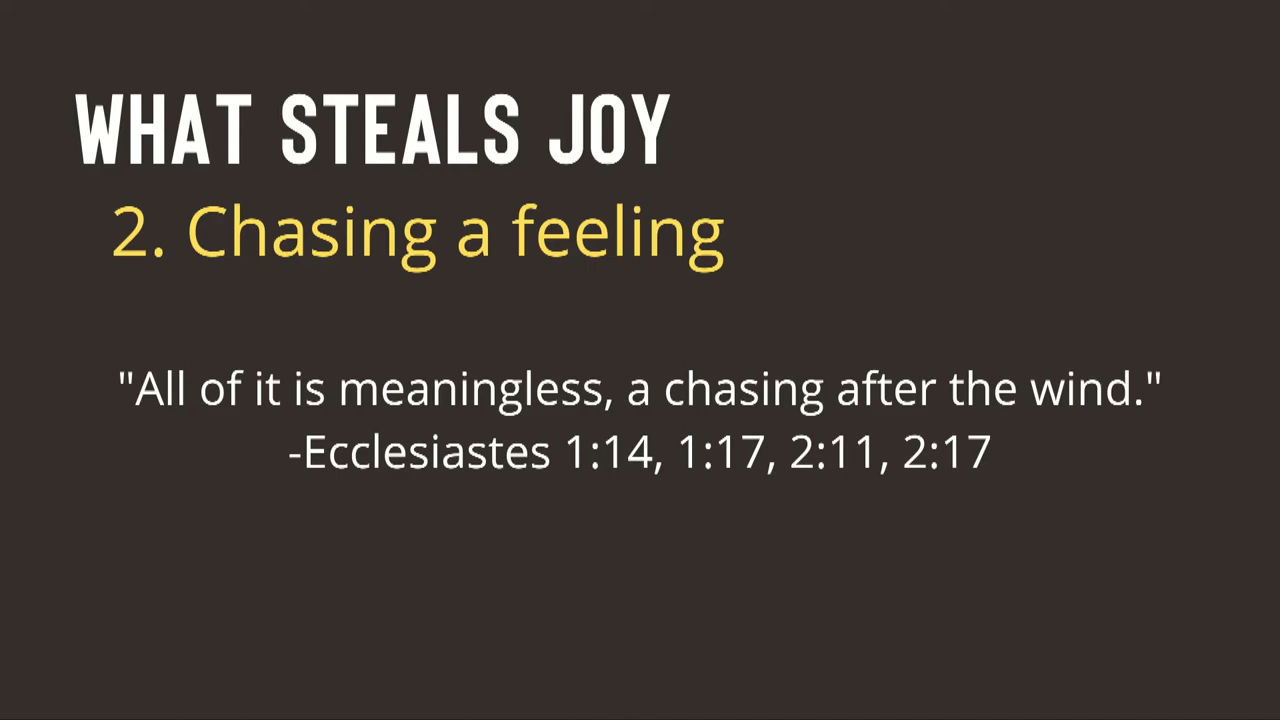 WHAT STEALS JOY
2. Chasing a feeling
"All of it is meaningless, a chasing after the wind."
-Ecclesiastes 1:14, 1:17, 2:11, 2:17